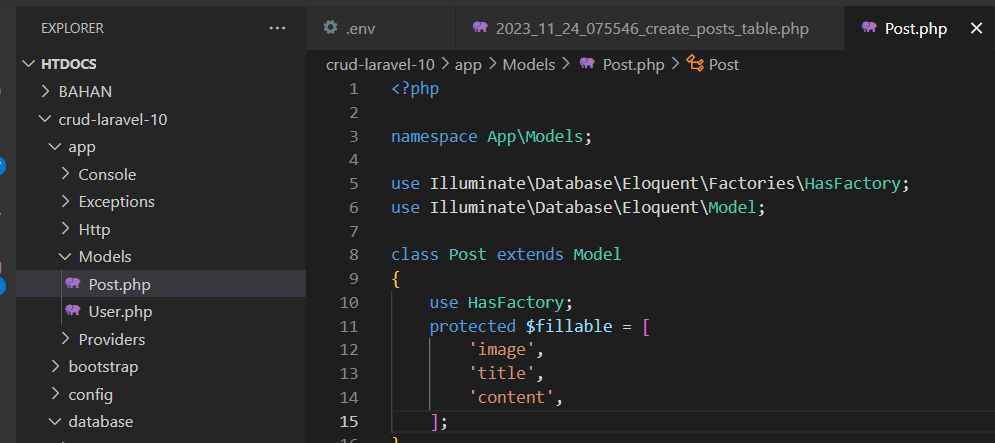 EXPLORER
···
HTDOCS
BAHAN
crud-laravel-10
app
Console
Exceptions
Http
Models
Post.php
User.php
Providers
bootstrap
config
database
.env
2023_11_24_075546_create_posts_table.php
Post.php
crud-laravel-10 > app > Models > Post.php > Post
1 <?php
2
3 namespace App\Models;
4
5 use Illuminate\Database\Eloquent\Factories\HasFactory;
6 use Illuminate\Database\Eloquent\Model;
7
8 class Post extends Model
9 {
10 use HasFactory;
11 protected $fillable = [
12 'image',
13 'title',
14 'content',
15 ];
16 }